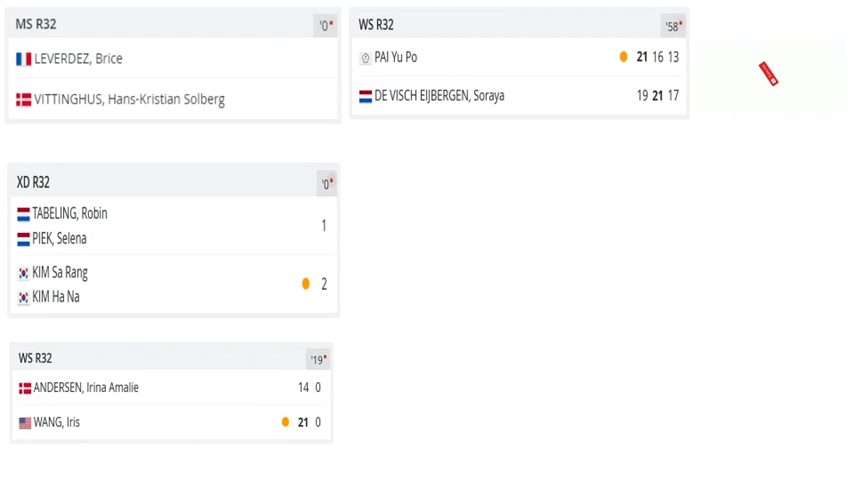 MS R32 '0
LEVERDEZ, Brice
VITTINGHUS, Hans-Kristian Solberg
WS R32 '58
PAI Yu Po 21 16 13
DE VISCH EIJBERGEN, Soraya 19 21 17
XD R32 '0
TABELING, Robin
PIEK, Selena
1
KIM Sa Rang
KIM Ha Na
2
WS R32 '19
ANDERSEN, Irina Amalie 14 0
WANG, Iris 21 0